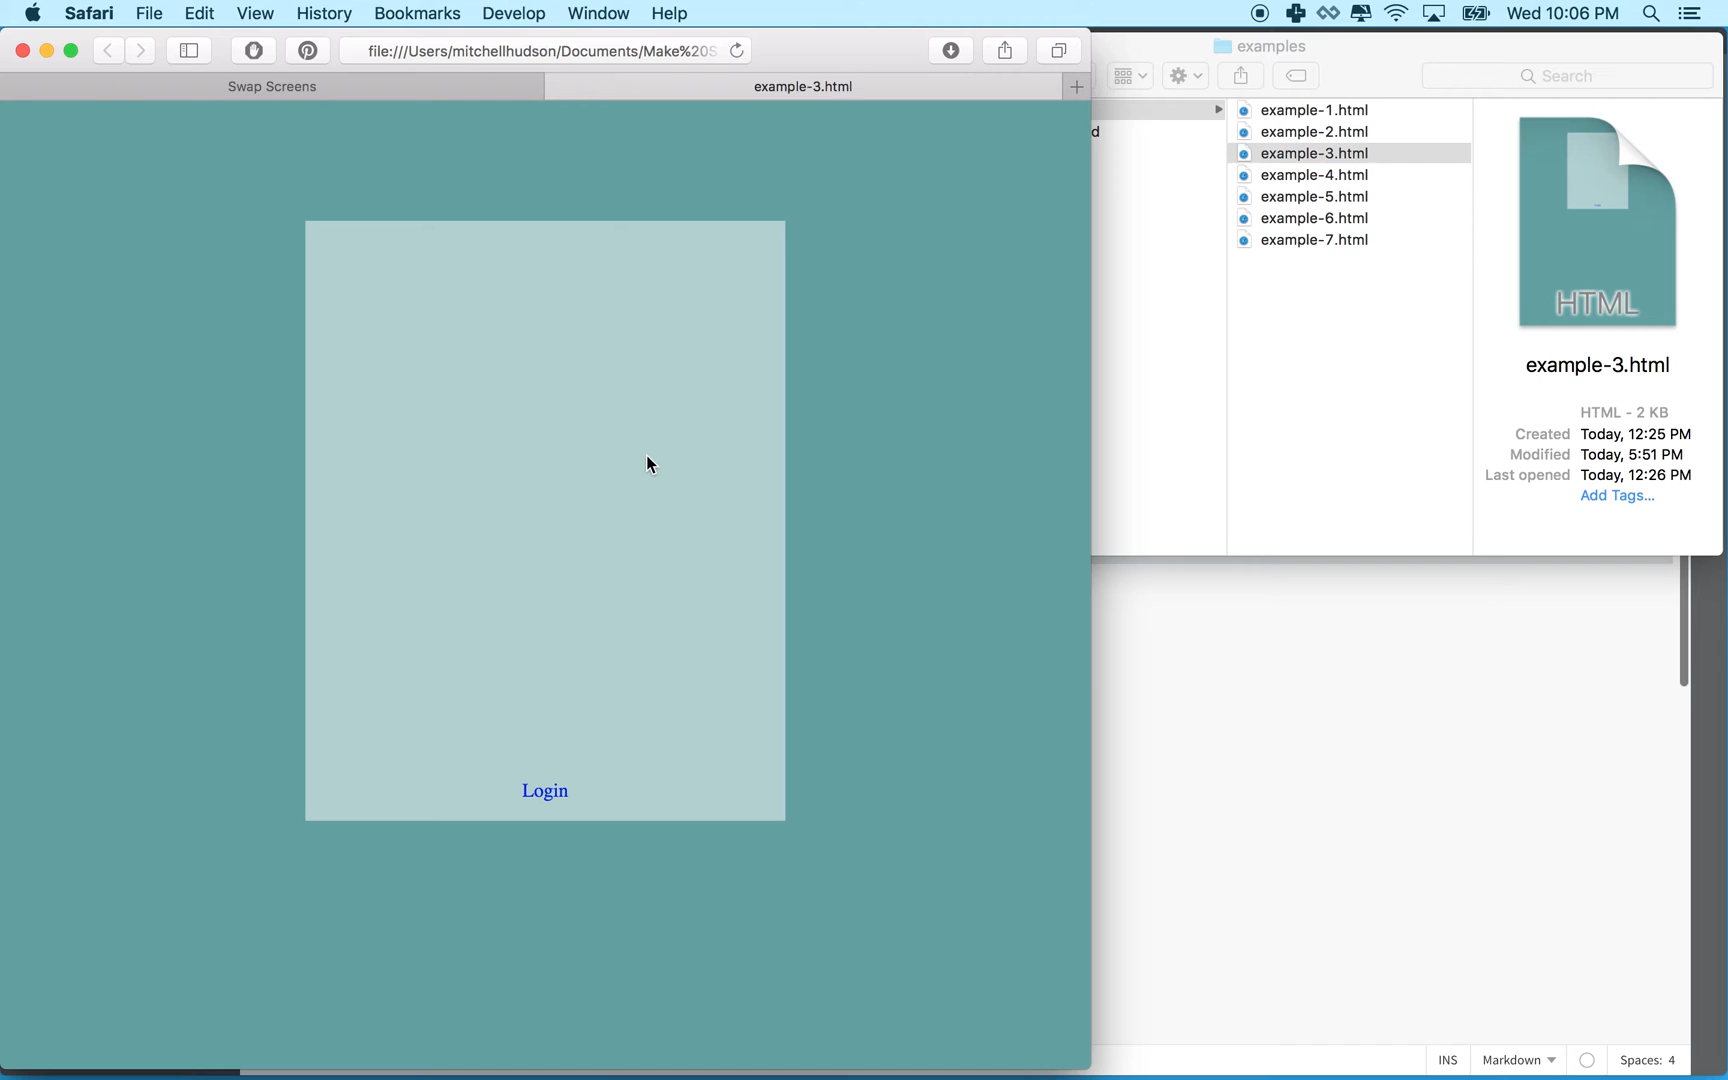 Safari File Edit View History Bookmarks Develop Window Help Wed 10:06 PM
file:///Users/mitchellhudson/Documents/Make%20S
Swap Screens example-3.html
Login
examples
Search
d
example-1.html
example-2.html
example-3.html
example-4.html
example-5.html
example-6.html
example-7.html
HTML
example-3.html
HTML - 2 KB
Created Today, 12:25 PM
Modified Today, 5:51 PM
Last opened Today, 12:26 PM
Add Tags...
INS Markdown Spaces: 4